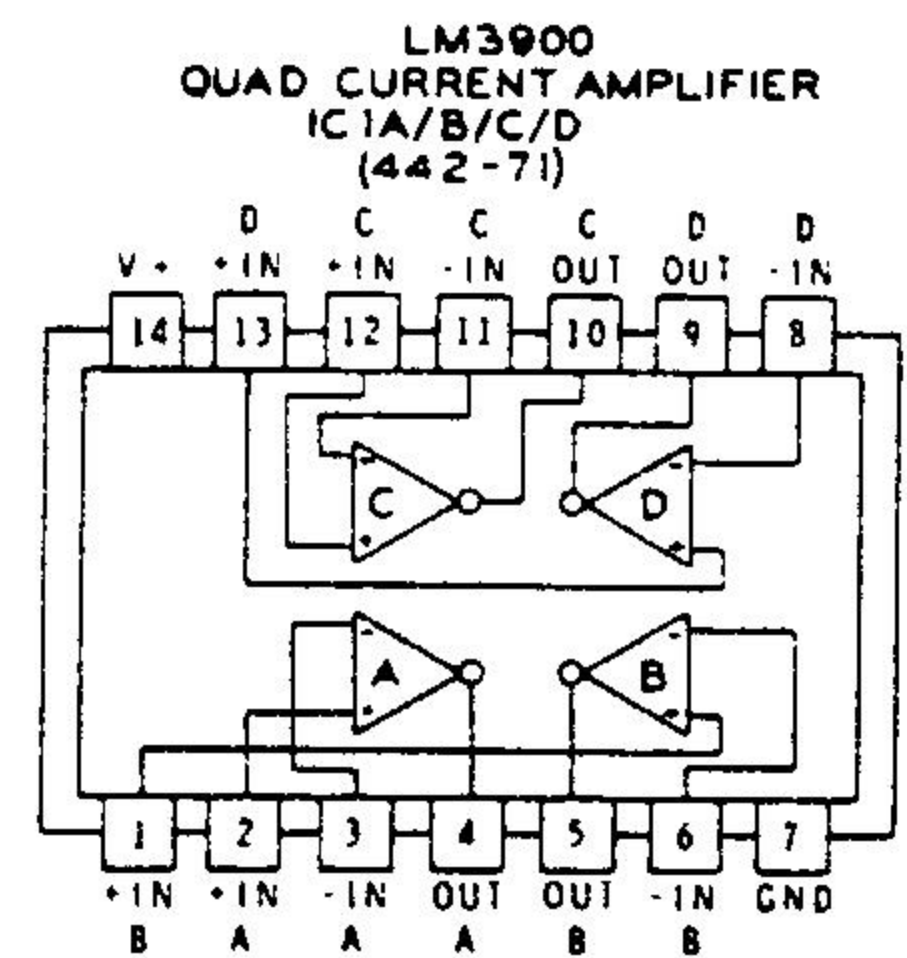 LM3900
QUAD CURRENT AMPLIFIER
IC1A/B/C/D
(442-71)
D C C C D D
V+ +IN +IN -IN OUT OUT -IN
14 13 12 11 10 9 8
- -
C D
+ +
- -
A B
+ +
1 2 3 4 5 6 7
+IN +IN -IN OUT OUT -IN GND
B A A A B B